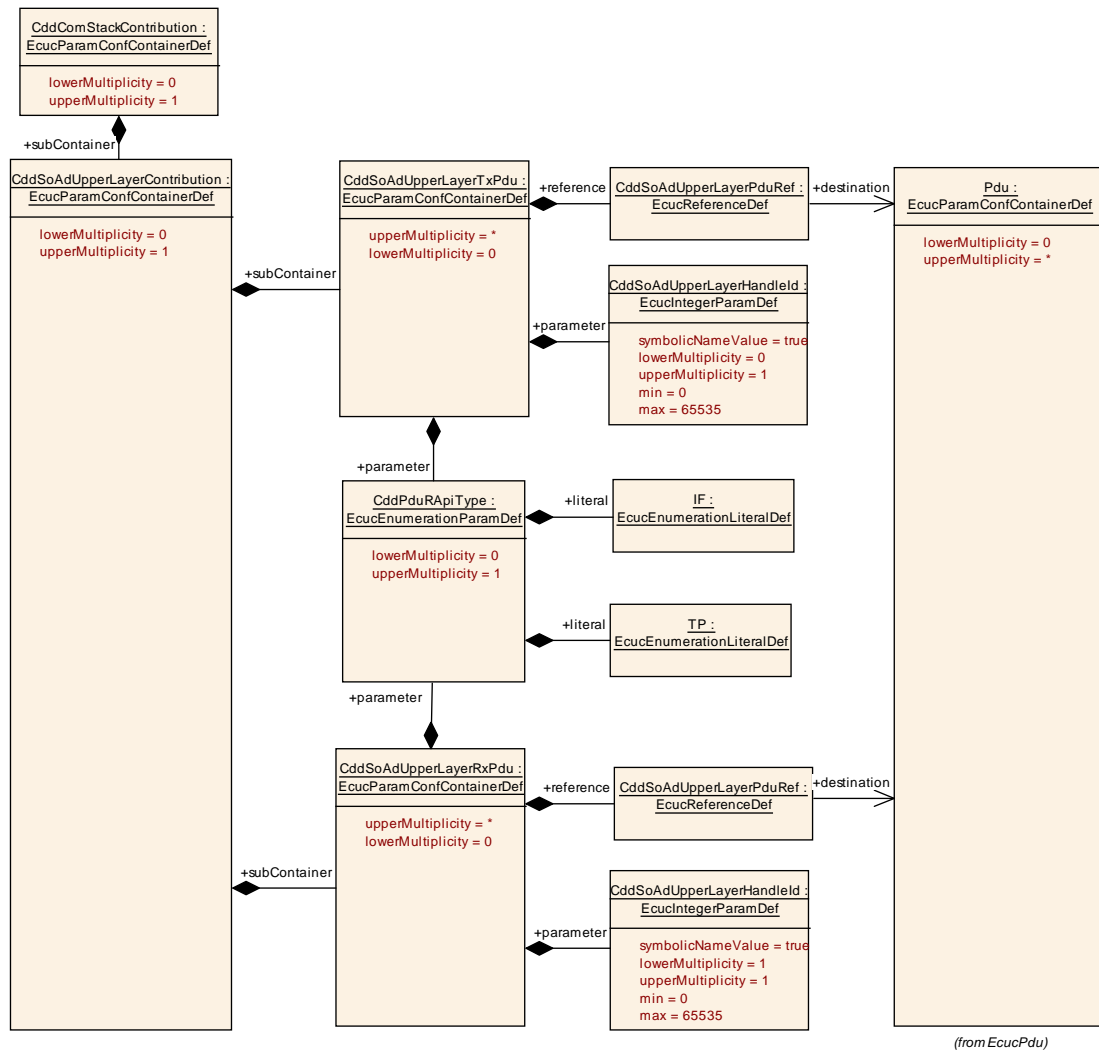 CddComStackContribution :
EcucParamConfContainerDef
lowerMultiplicity = 0
upperMultiplicity = 1
+subContainer
CddSoAdUpperLayerContribution :
EcucParamConfContainerDef
lowerMultiplicity = 0
upperMultiplicity = 1
+subContainer
CddSoAdUpperLayerTxPdu :
EcucParamConfContainerDef
upperMultiplicity = *
lowerMultiplicity = 0
+reference
CddSoAdUpperLayerPduRef :
EcucReferenceDef
+destination
Pdu :
EcucParamConfContainerDef
lowerMultiplicity = 0
upperMultiplicity = *
+parameter
CddSoAdUpperLayerHandleId :
EcucIntegerParamDef
symbolicNameValue = true
lowerMultiplicity = 0
upperMultiplicity = 1
min = 0
max = 65535
+parameter
CddPduRApiType :
EcucEnumerationParamDef
lowerMultiplicity = 0
upperMultiplicity = 1
+literal
IF :
EcucEnumerationLiteralDef
+literal
TP :
EcucEnumerationLiteralDef
+parameter
+subContainer
CddSoAdUpperLayerRxPdu :
EcucParamConfContainerDef
upperMultiplicity = *
lowerMultiplicity = 0
+reference
CddSoAdUpperLayerPduRef :
EcucReferenceDef
+destination
+parameter
CddSoAdUpperLayerHandleId :
EcucIntegerParamDef
symbolicNameValue = true
lowerMultiplicity = 1
upperMultiplicity = 1
min = 0
max = 65535
(from EcucPdu)